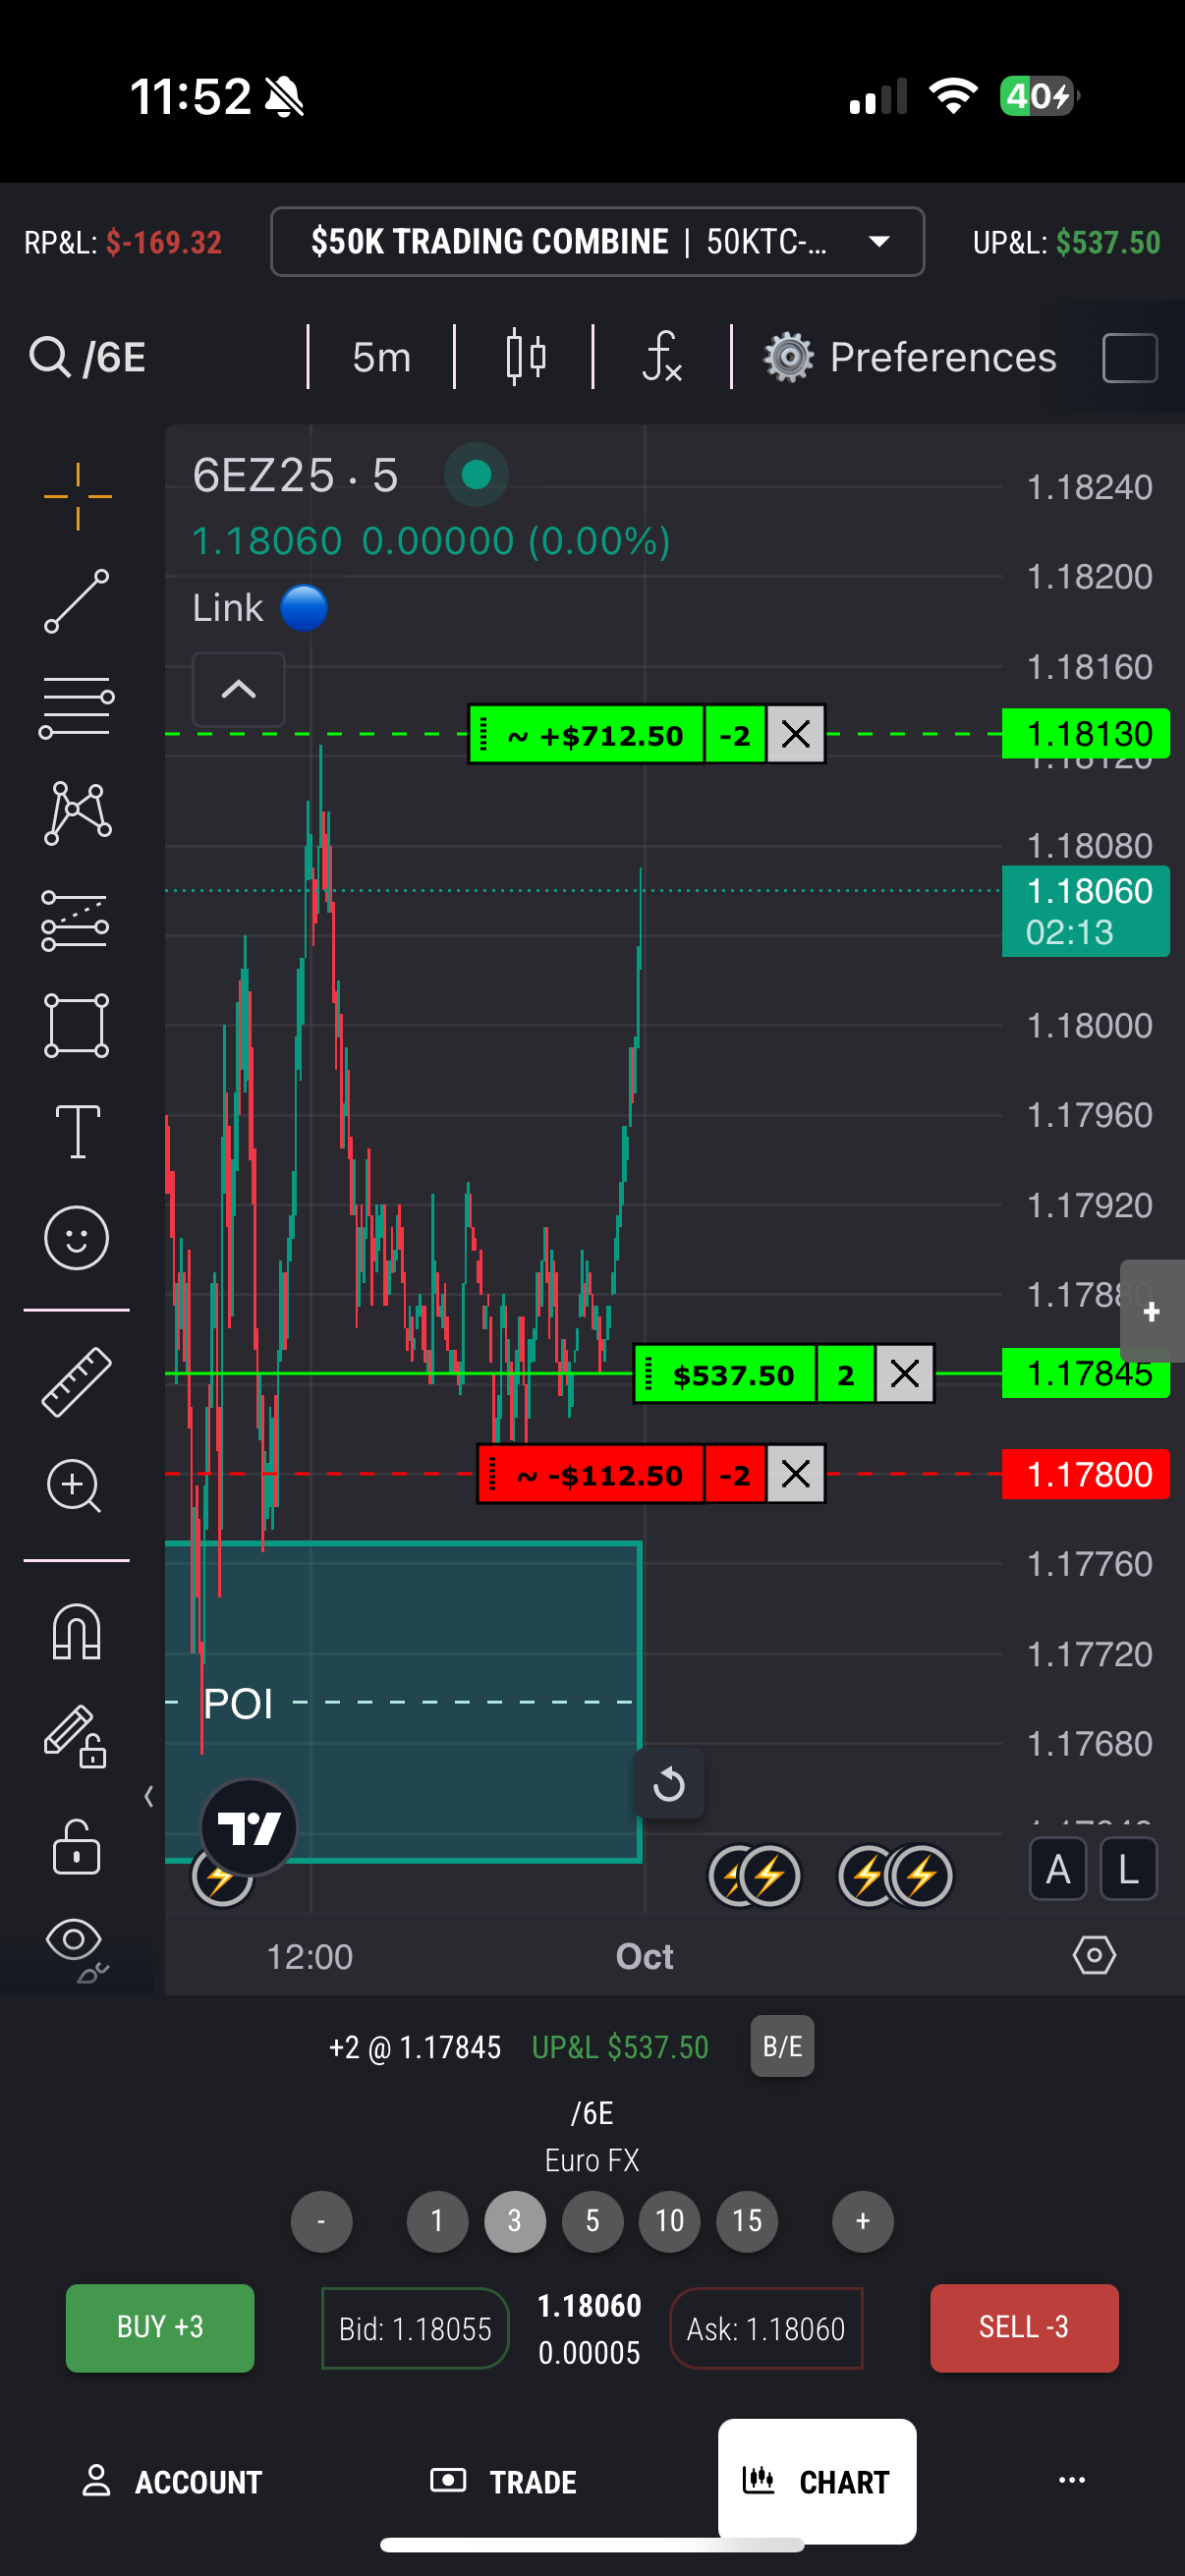 11:52
40
RP&L: $-169.32
$50K TRADING COMBINE | 50KTC-...
UP&L: $537.50
/6E
5m
Preferences
6EZ25 · 5
1.18060 0.00000 (0.00%)
Link
1.18240
1.18200
1.18160
~ +$712.50 -2
1.18130
1.18120
1.18080
1.18060
02:13
1.18000
1.17960
1.17920
1.17880
+
$537.50 2
1.17845
~ -$112.50 -2
1.17800
1.17760
1.17720
POI
1.17680
A L
12:00
Oct
+2 @ 1.17845 UP&L $537.50 B/E
/6E
Euro FX
- 1 3 5 10 15 +
BUY +3
Bid: 1.18055
1.18060
0.00005
Ask: 1.18060
SELL -3
ACCOUNT
TRADE
CHART
...